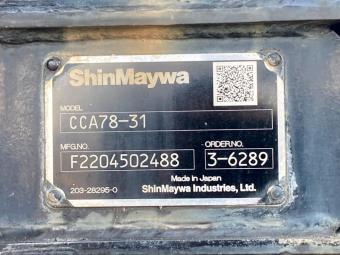 ShinMaywa
MODEL
CCA78-31
MFG.NO. ORDER.NO.
F2204502488 3-6289
Made in Japan
203-28295-0 ShinMaywa Industries, Ltd.